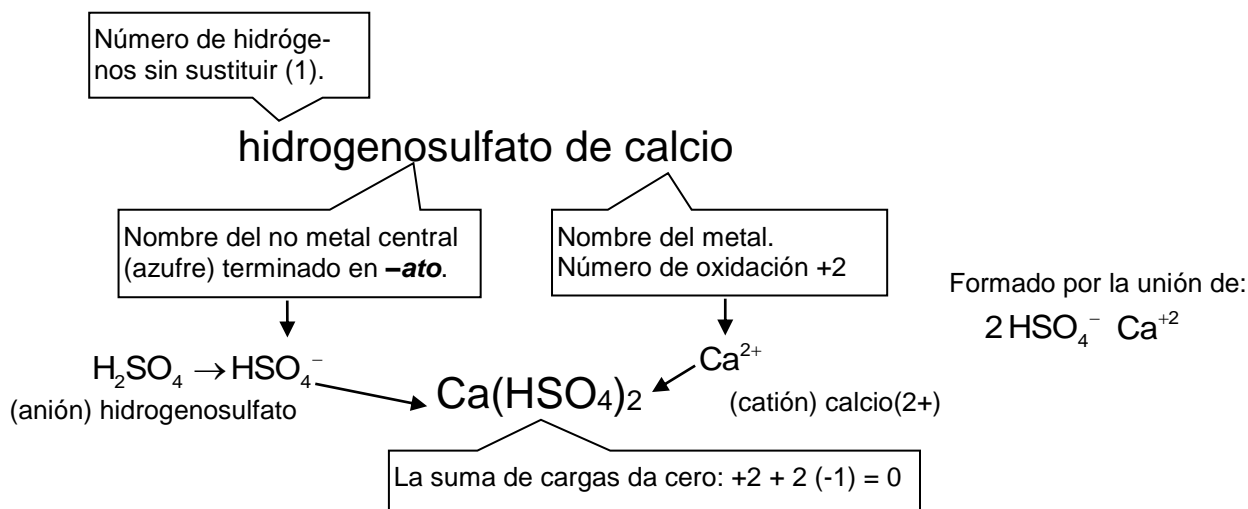 Número de hidróge-
nos sin sustituir (1).
hidrogenosulfato de calcio
Nombre del no metal central
(azufre) terminado en –ato.
Nombre del metal.
Número de oxidación +2
Formado por la unión de:
2 HSO₄⁻ Ca⁺²
H₂SO₄ → HSO₄⁻
(anión) hidrogenosulfato
Ca(HSO₄)₂
Ca²⁺
(catión) calcio(2+)
La suma de cargas da cero: +2 + 2 (-1) = 0